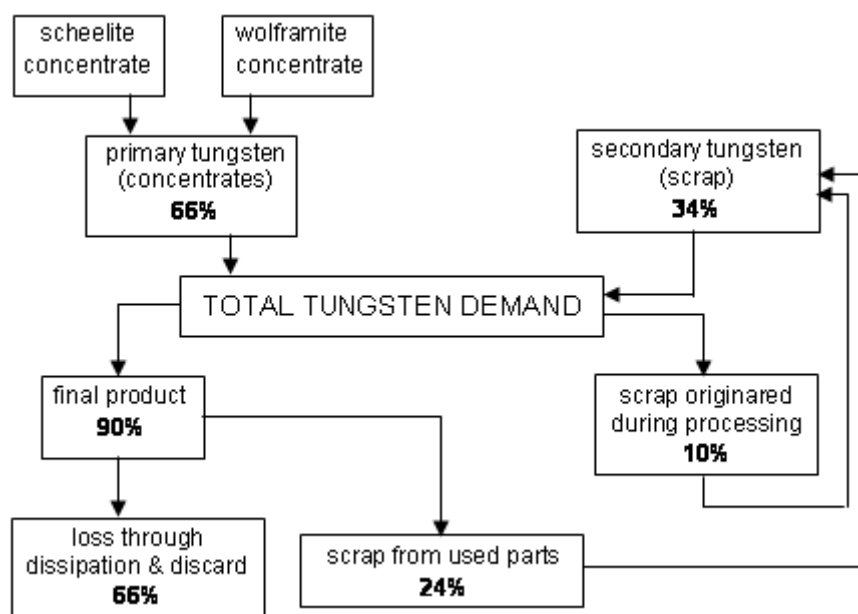 scheelite
concentrate
wolframite
concentrate
primary tungsten
(concentrates)
66%
secondary tungsten
(scrap)
34%
TOTAL TUNGSTEN DEMAND
final product
90%
scrap originared
during processing
10%
loss through
dissipation & discard
66%
scrap from used parts
24%